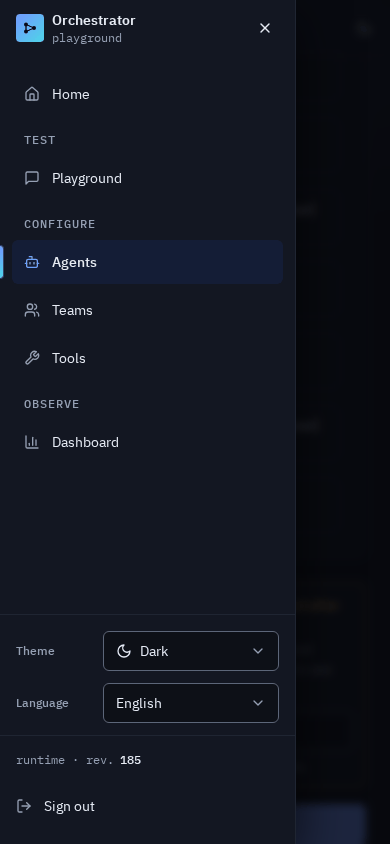 Orchestrator
playground
Home
TEST
Playground
CONFIGURE
Agents
Teams
Tools
OBSERVE
Dashboard
Theme Dark
Language English
runtime · rev. 185
Sign out